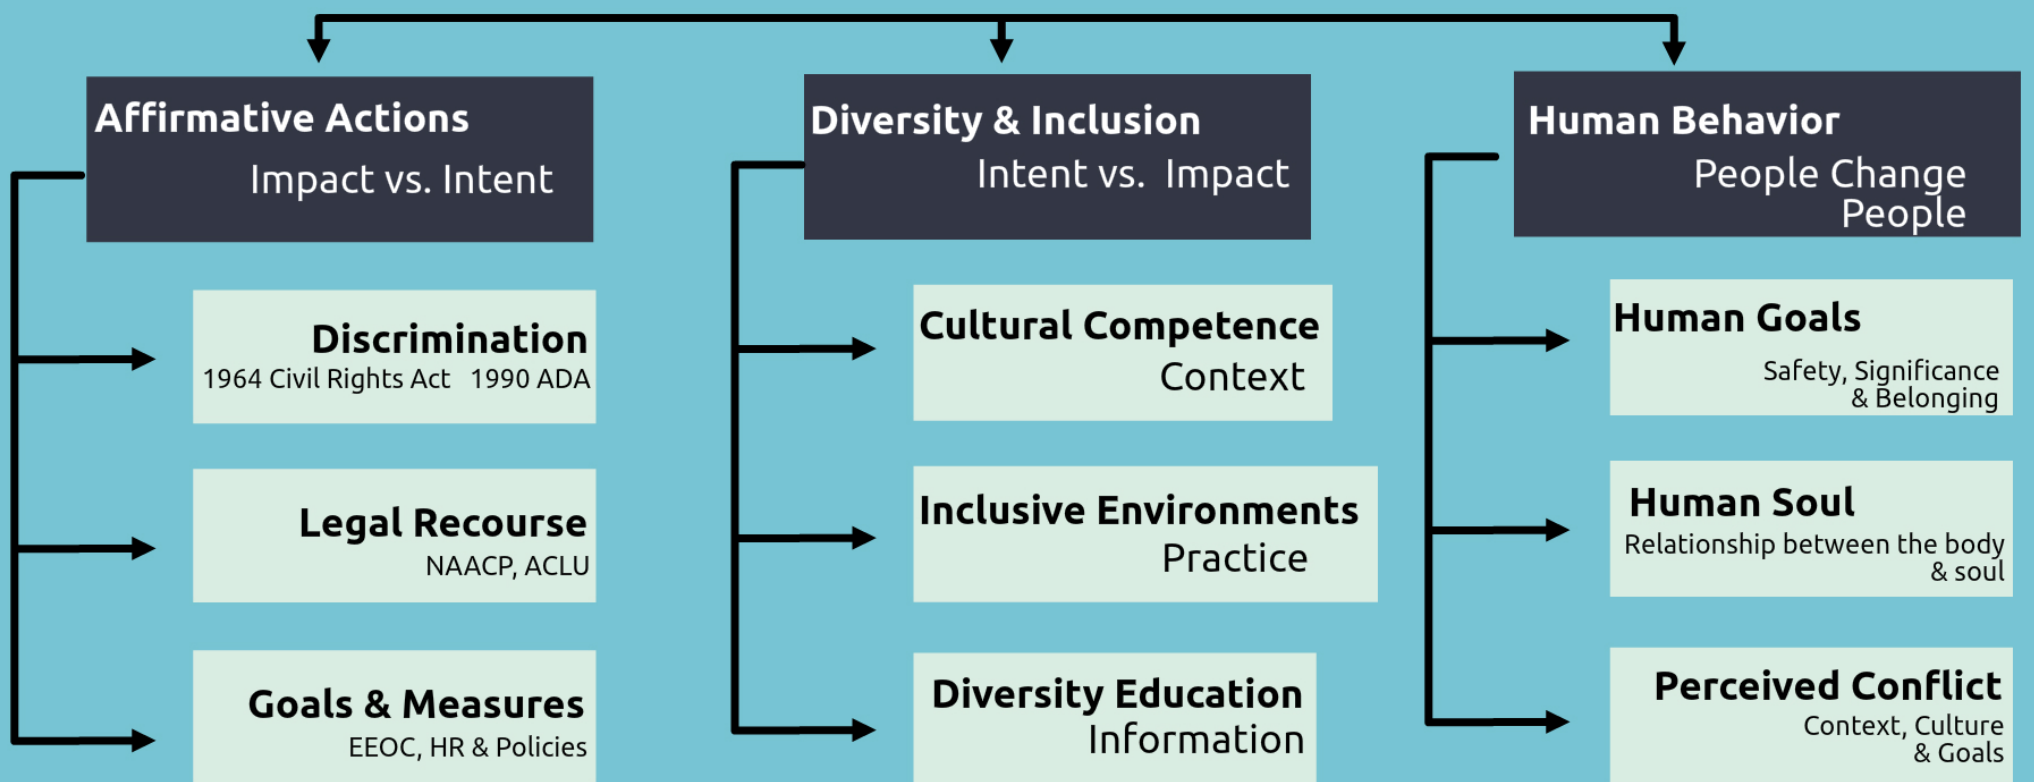 Affirmative Actions
Impact vs. Intent
Discrimination
1964 Civil Rights Act 1990 ADA
Legal Recourse
NAACP, ACLU
Goals & Measures
EEOC, HR & Policies
Diversity & Inclusion
Intent vs. Impact
Cultural Competence
Context
Inclusive Environments
Practice
Diversity Education
Information
Human Behavior
People Change
People
Human Goals
Safety, Significance
& Belonging
Human Soul
Relationship between the body
& soul
Perceived Conflict
Context, Culture
& Goals